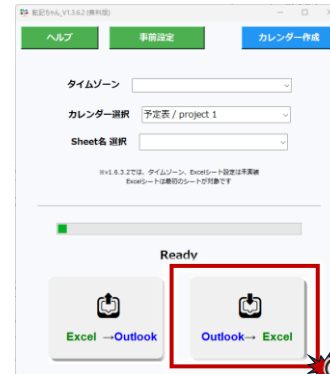 転記ちゃん_V1.3.6.2 (無料版)
ヘルプ
事前設定
カレンダー作成
タイムゾーン
カレンダー選択
予定表 / project 1
Sheet名 選択
※v1.6.3.2では、タイムゾーン、Excelシート設定は未実装
Excelシートは最初のシートが対象です
Ready
Excel →Outlook
Outlook→ Excel